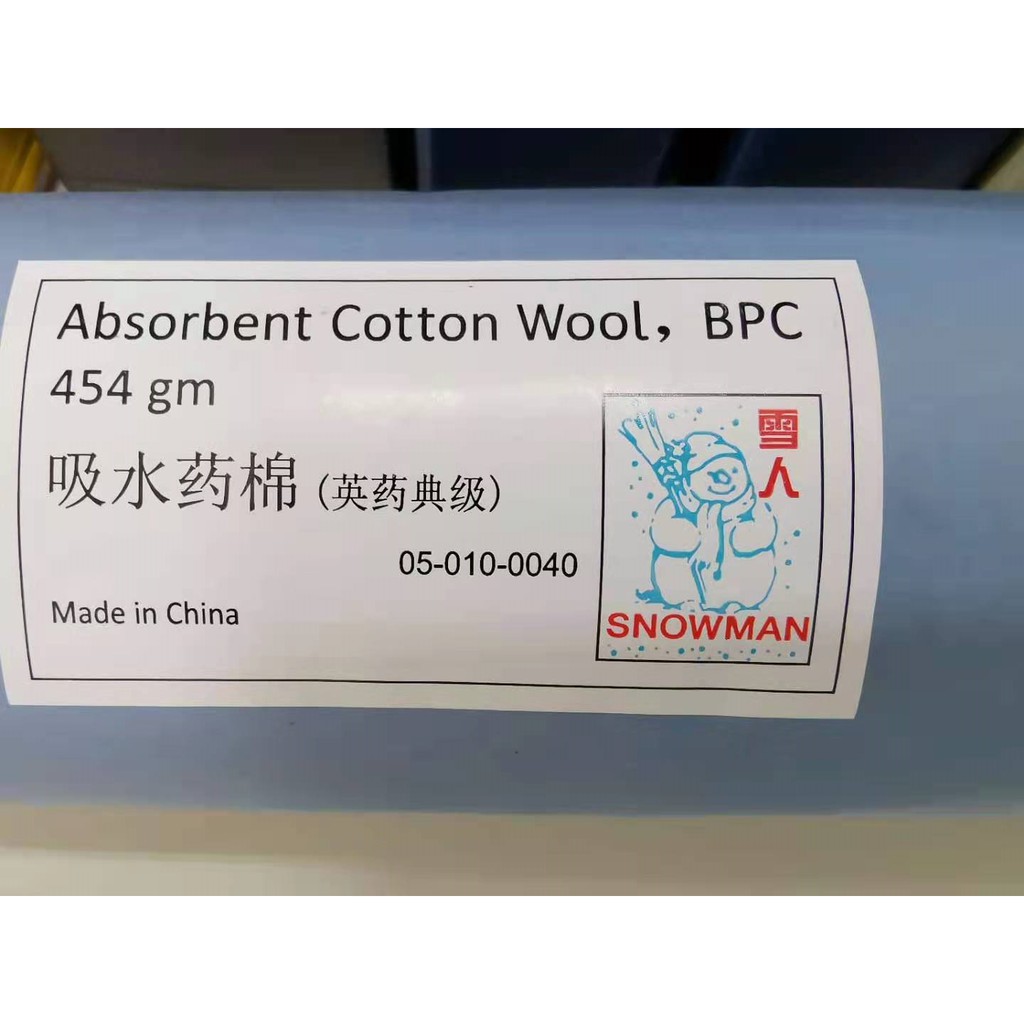 Absorbent Cotton Wool，BPC
454 gm
吸水药棉 (英药典级)
05-010-0040
Made in China
雪人
SNOWMAN